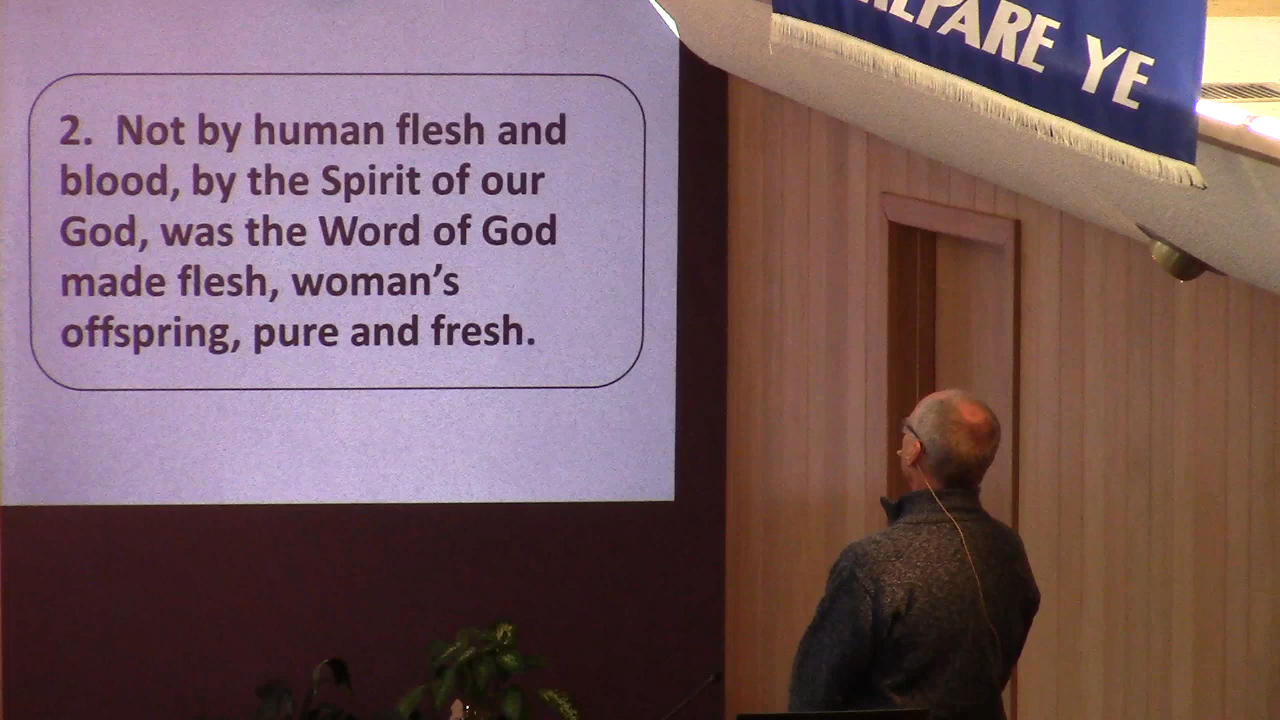 2. Not by human flesh and
blood, by the Spirit of our
God, was the Word of God
made flesh, woman's
offspring, pure and fresh.
YE